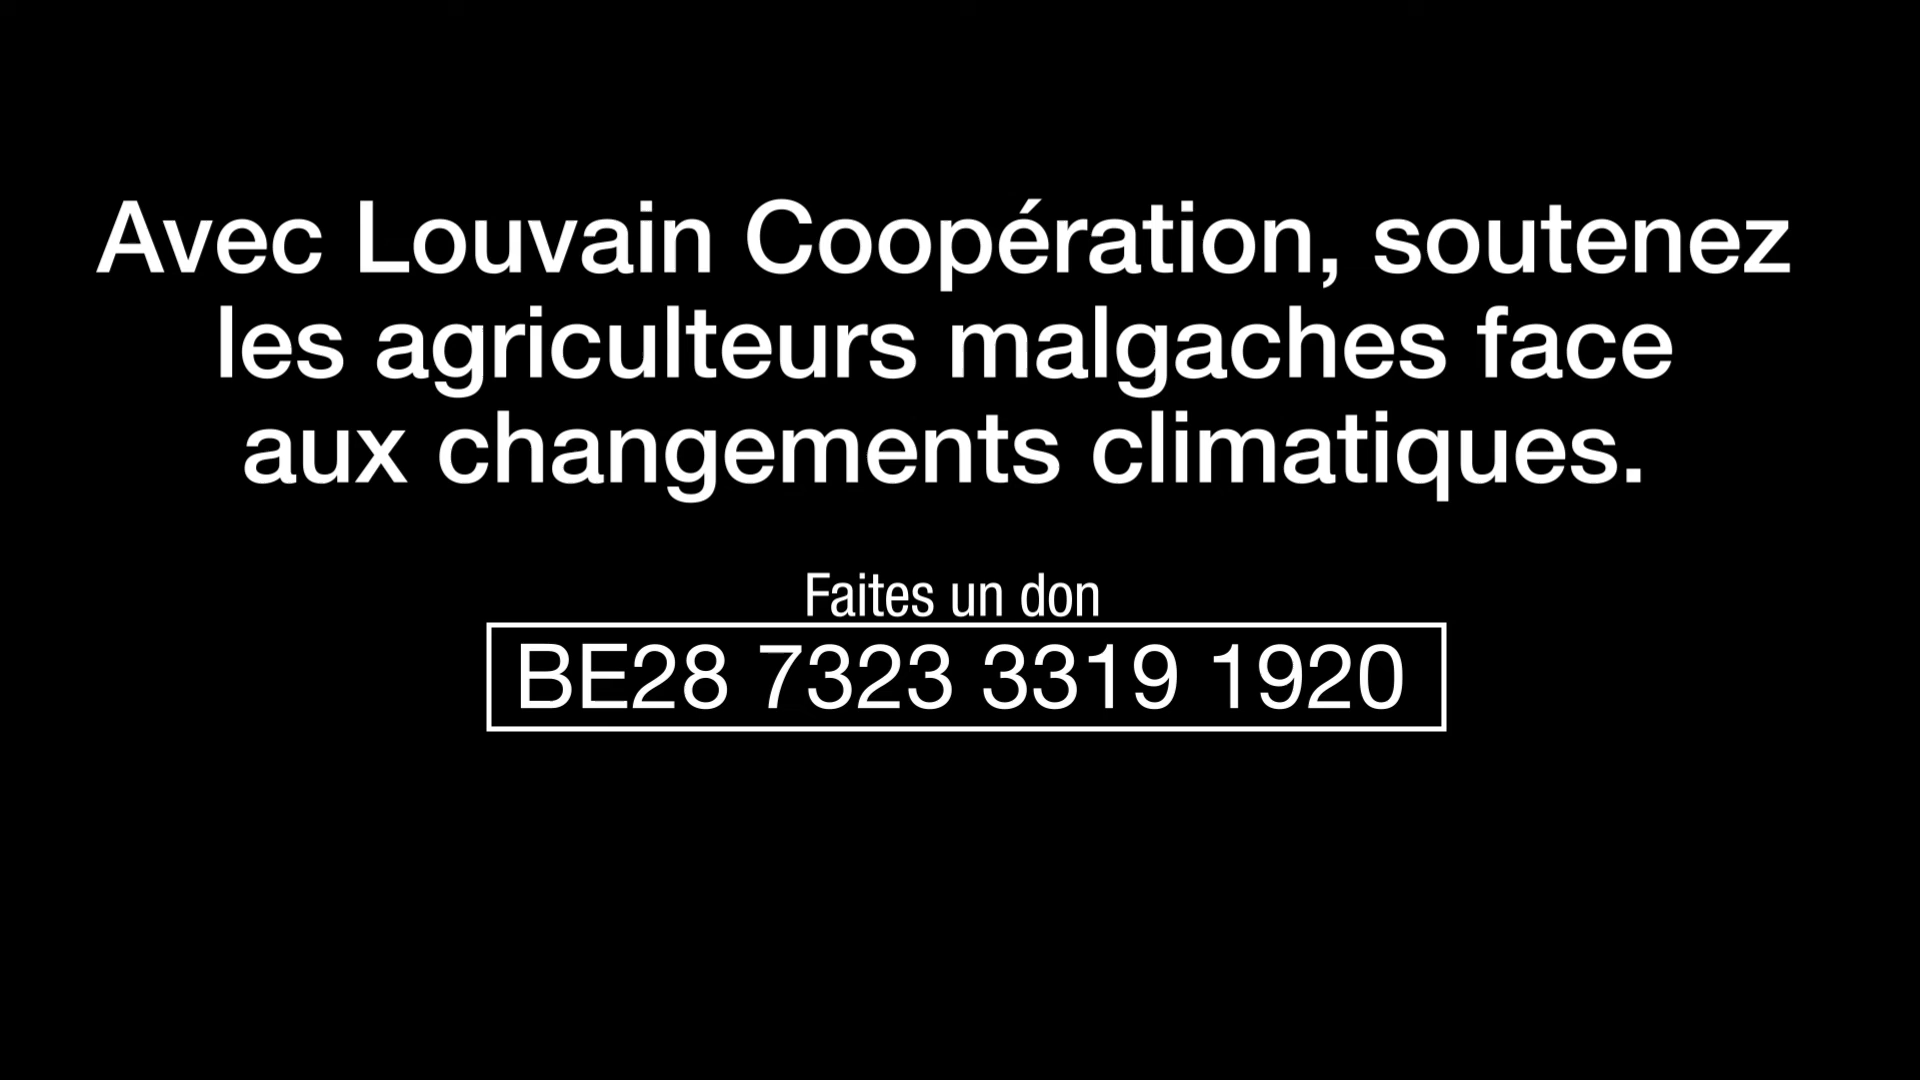 Avec Louvain Coopération, soutenez
les agriculteurs malgaches face
aux changements climatiques.
Faites un don
BE28 7323 3319 1920